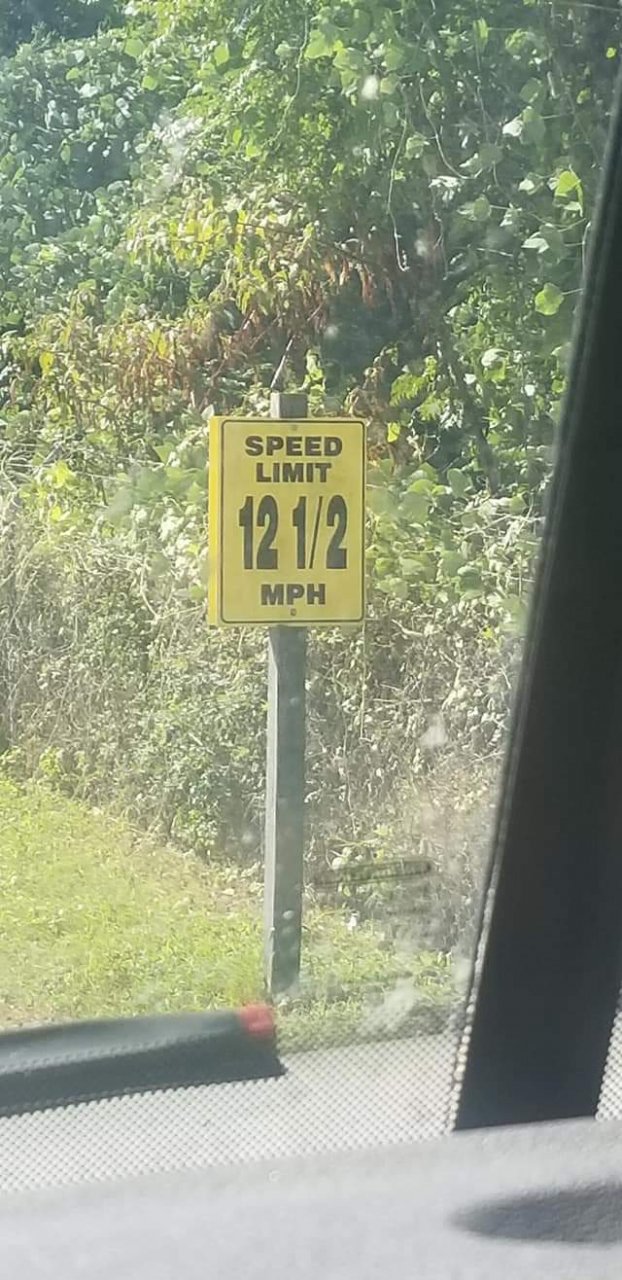 SPEED
LIMIT
12 1/2
MPH